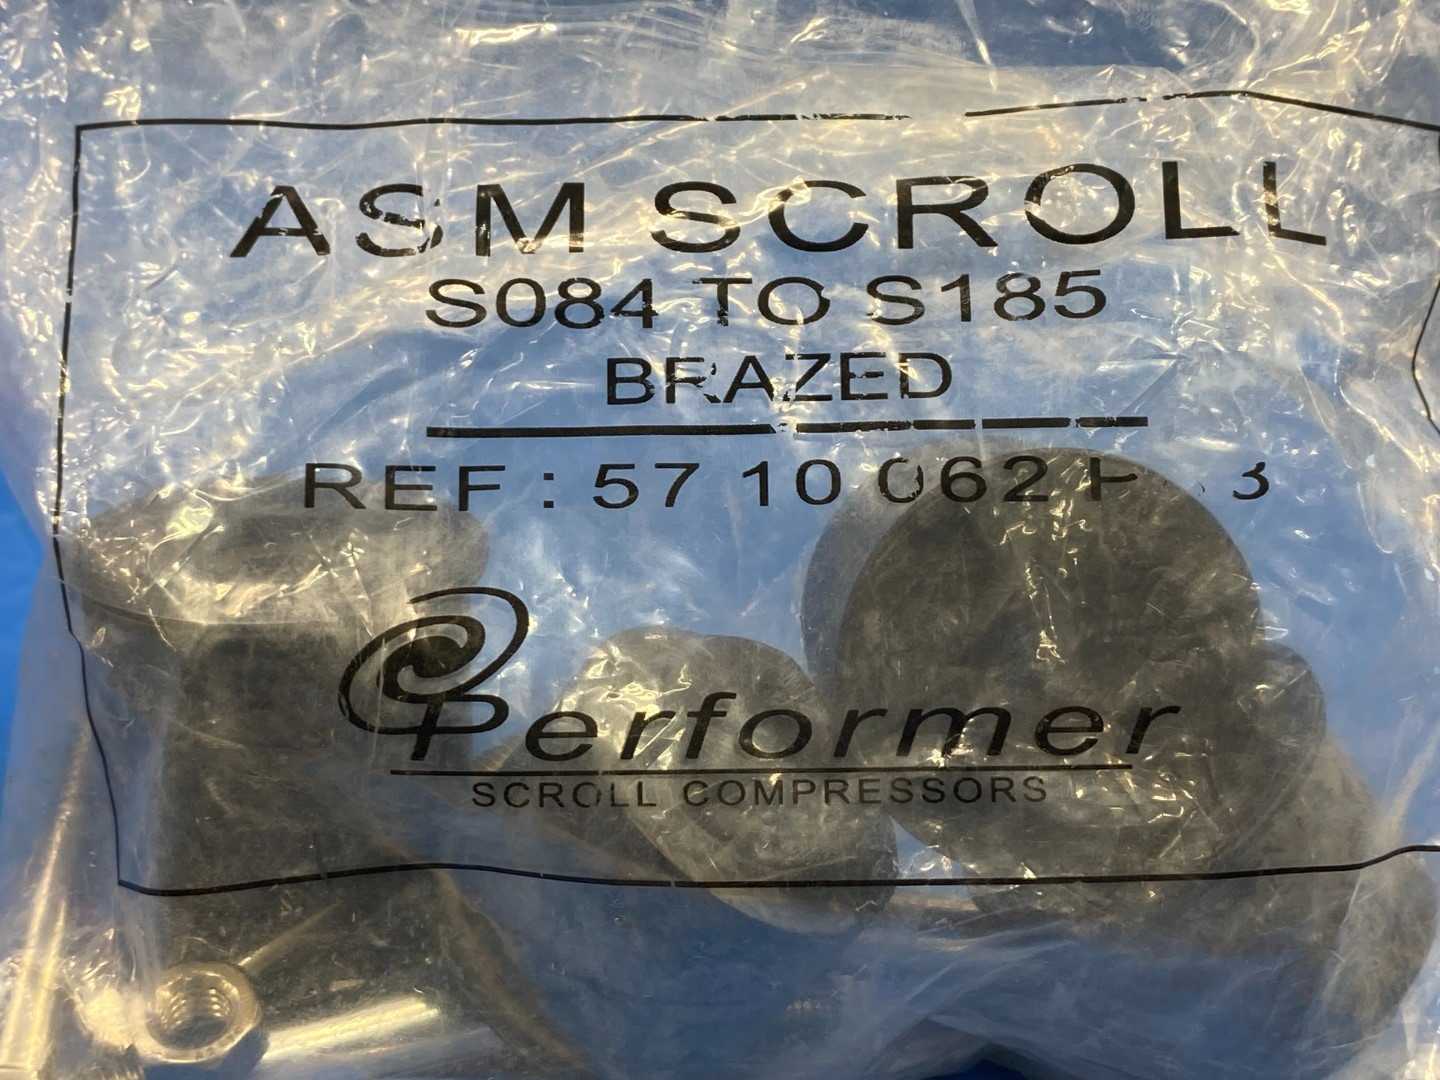 ASM SCROLL
S084 TO S185
BRAZED
REF : 57 10 062
Performer
SCROLL COMPRESSORS